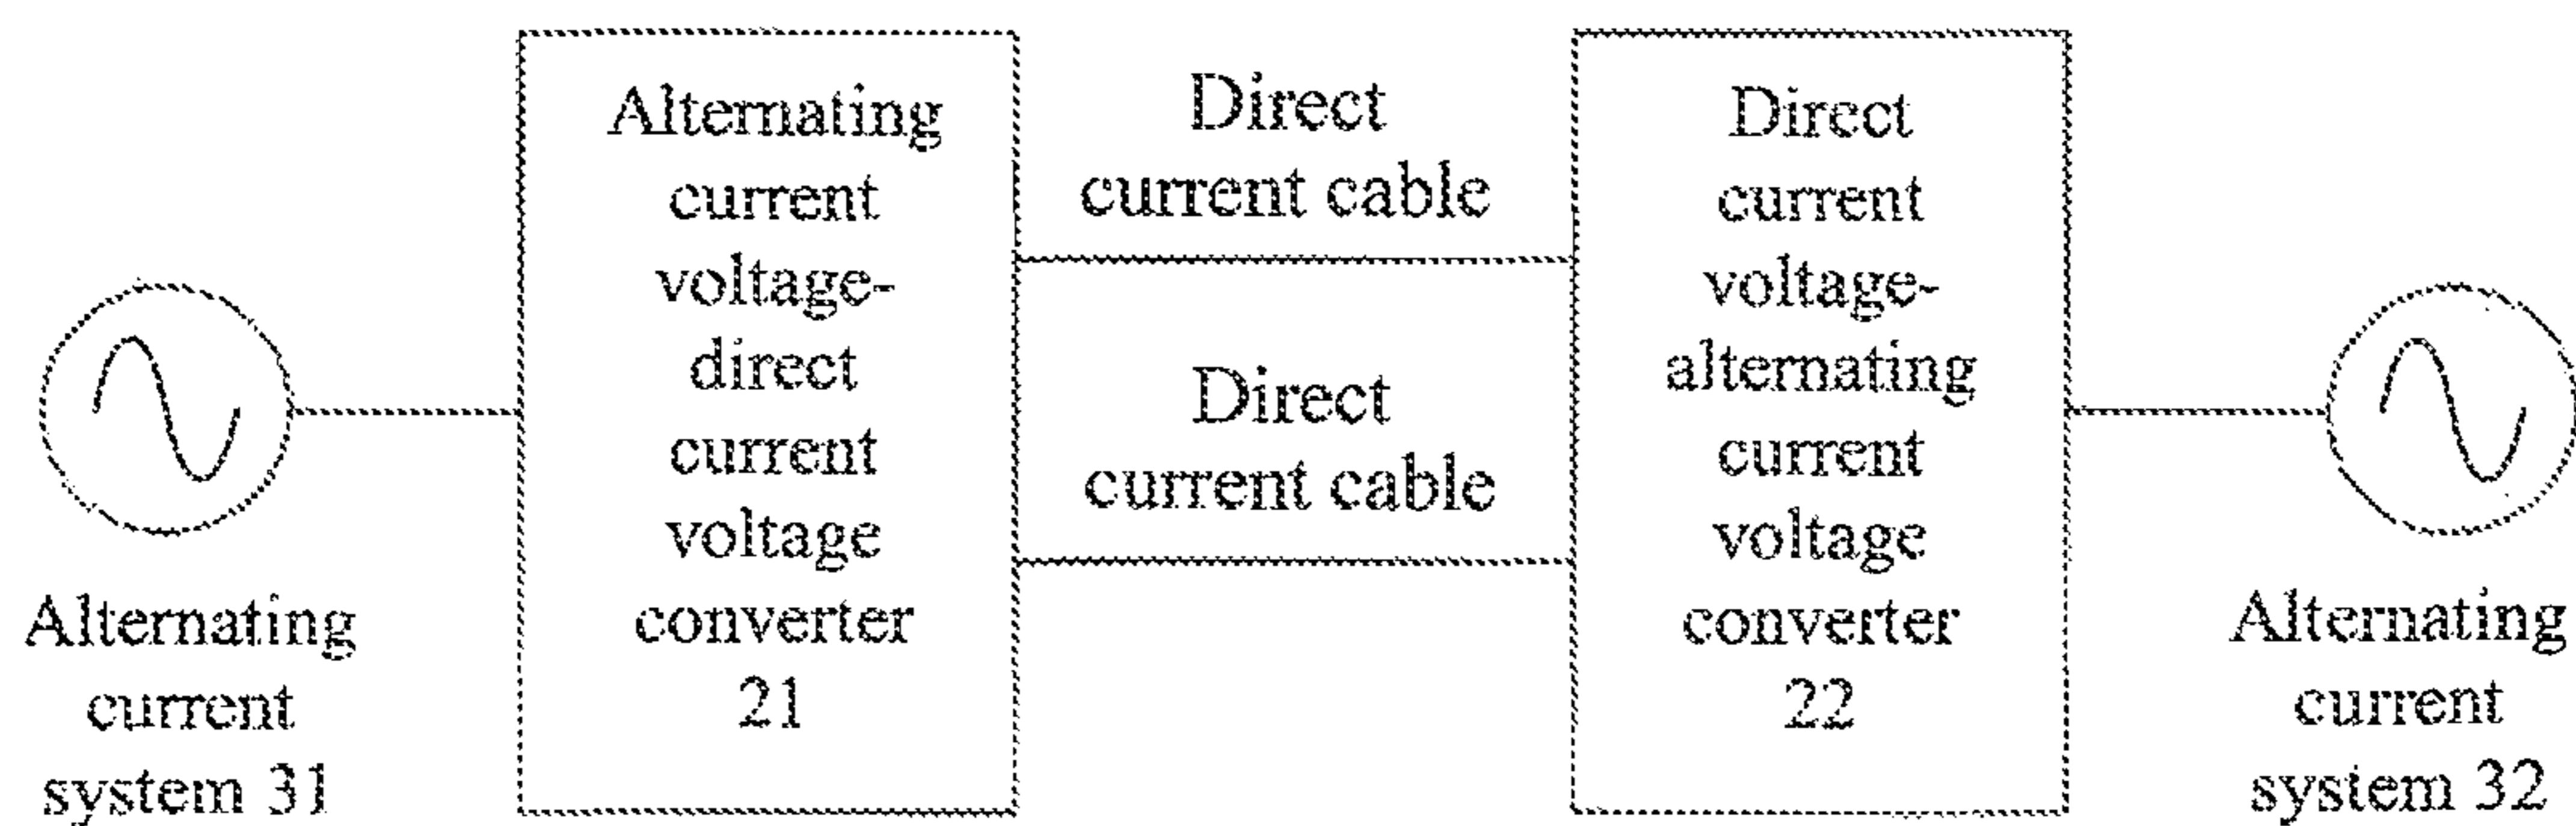 Alternating
current
system 31
Alternating
current
voltage-
direct
current
voltage
converter
21
Direct
current cable
Direct
current cable
Direct
current
voltage-
alternating
current
voltage
converter
22
Alternating
current
system 32